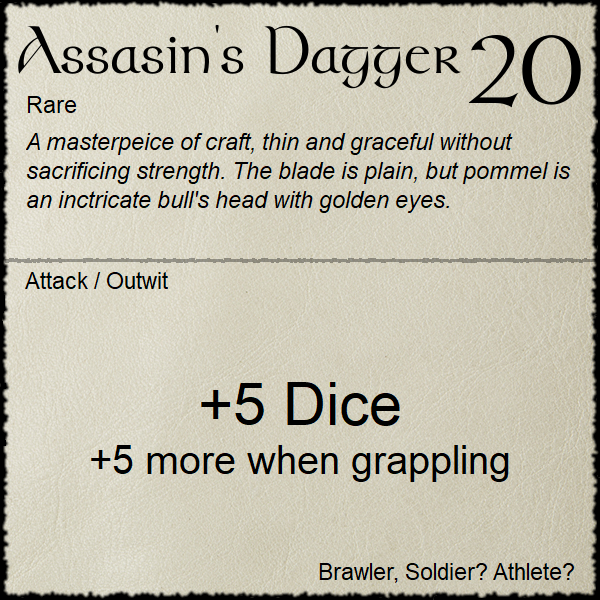 Assasin's Dagger 20
Rare
A masterpeice of craft, thin and graceful without
sacrificing strength. The blade is plain, but pommel is
an inctricate bull's head with golden eyes.
Attack / Outwit
+5 Dice
+5 more when grappling
Brawler, Soldier? Athlete?